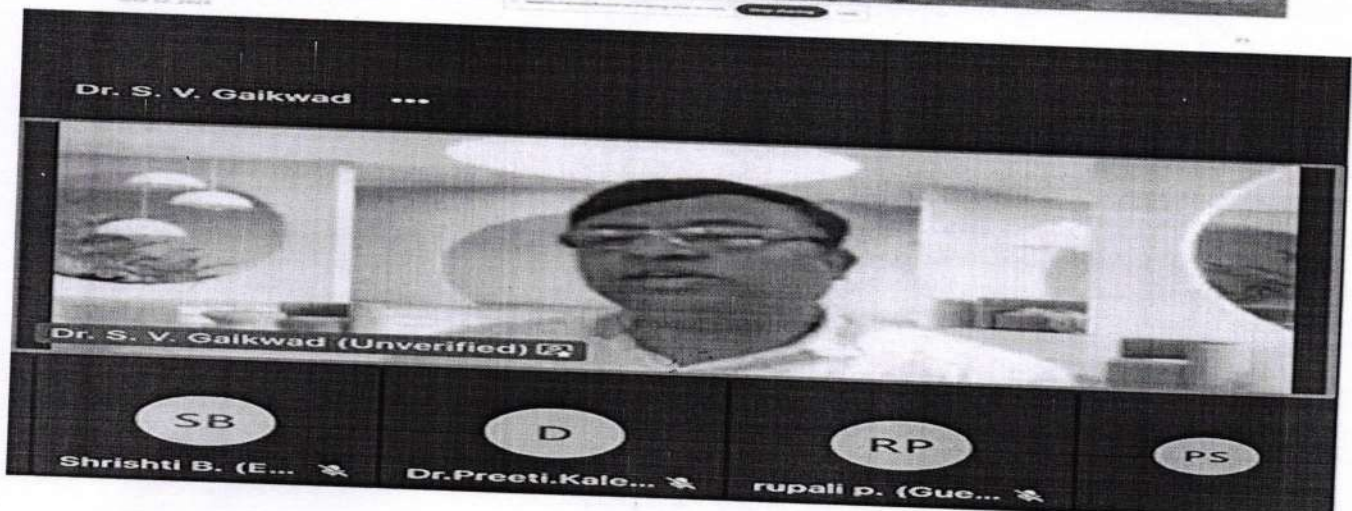 Dr. S. V. Gaikwad ...
Dr. S. V. Gaikwad (Unverified)
SB
D
RP
PS
Shrishti B. (E...
Dr.Preeti.Kale...
rupali p. (Gue...